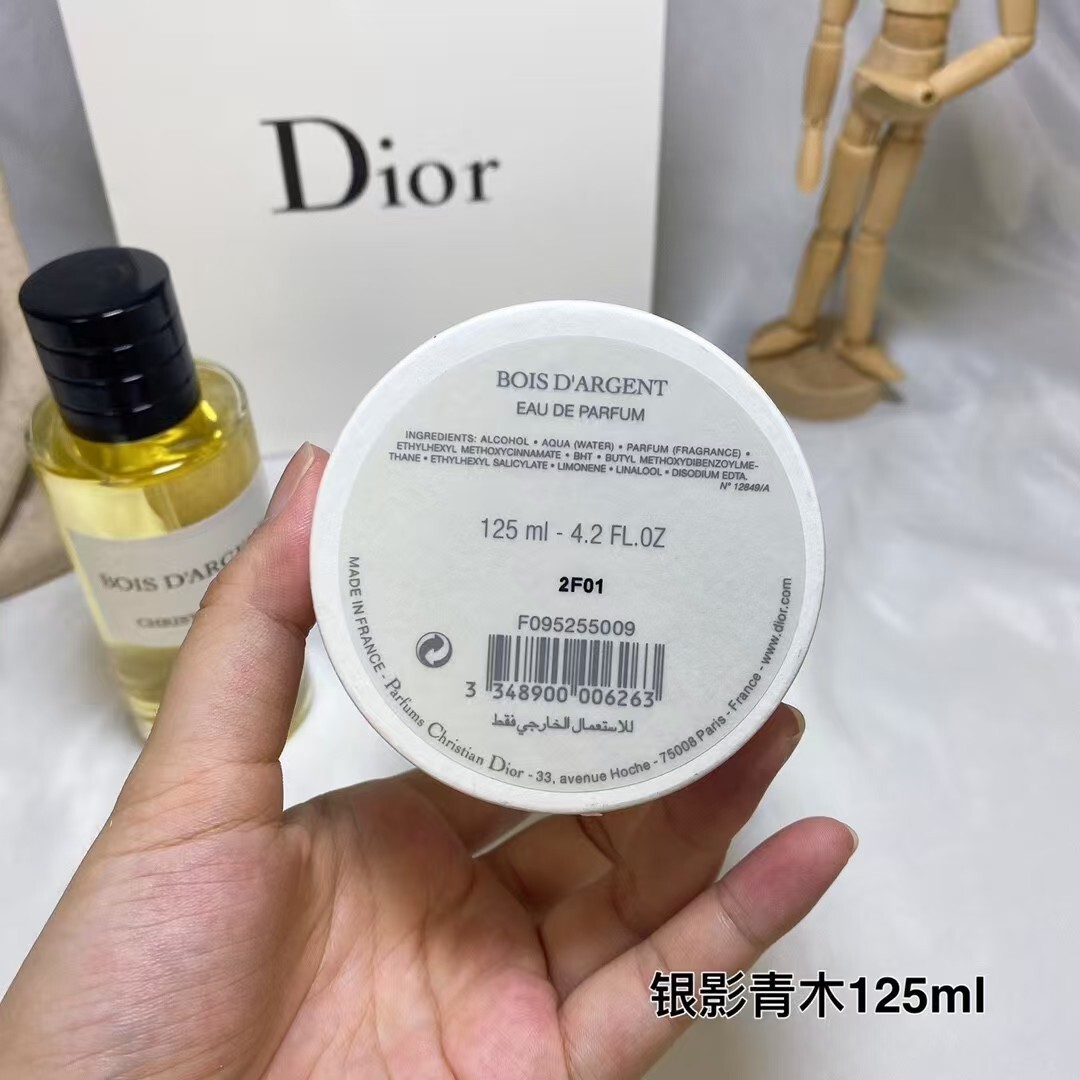 Dior
BOIS D'ARGENT
EAU DE PARFUM
INGREDIENTS: ALCOHOL • AQUA (WATER) • PARFUM (FRAGRANCE) •
ETHYLHEXYL METHOXYCINNAMATE • BHT • BUTYL METHOXYDIBENZOYLME-
THANE • ETHYLHEXYL SALICYLATE • LIMONENE • LINALOOL • DISODIUM EDTA.
N° 12849/A
125 ml - 4.2 FL.OZ
2F01
F095255009
3 348900 006263
للاستعمال الخارجي فقط
MADE IN FRANCE - Parfums Christian Dior - 33, avenue Hoche - 75008 Paris - France - www.dior.com
BOIS D'ARG
CHRIST
银影青木125ml